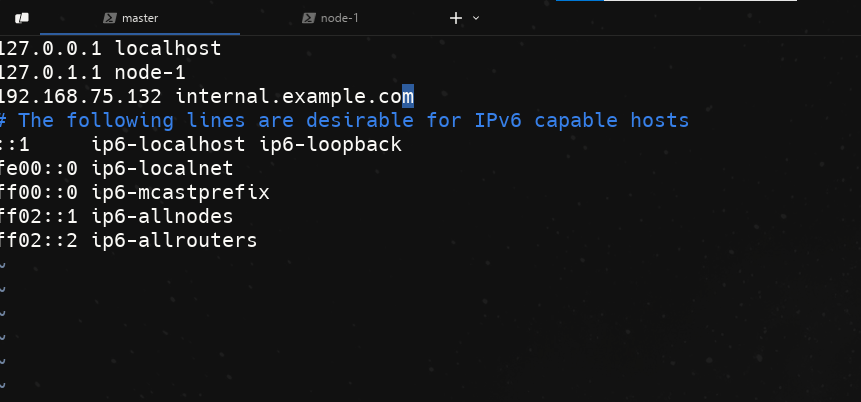 master
node-1
127.0.0.1 localhost
127.0.1.1 node-1
192.168.75.132 internal.example.com
# The following lines are desirable for IPv6 capable hosts
::1     ip6-localhost ip6-loopback
fe00::0 ip6-localnet
ff00::0 ip6-mcastprefix
ff02::1 ip6-allnodes
ff02::2 ip6-allrouters
~
~
~
~
~
~